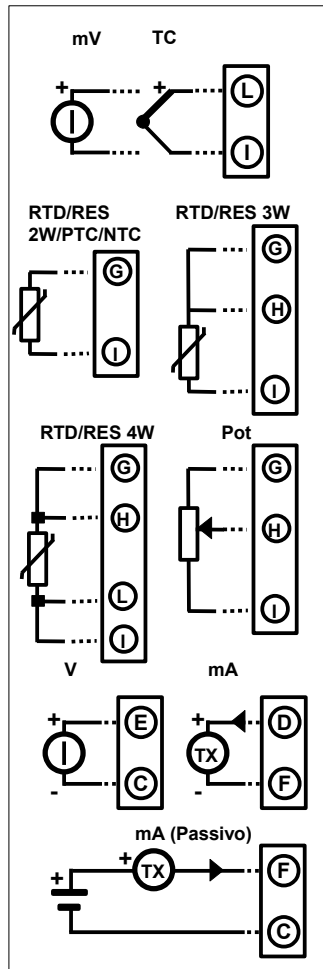 mV TC
+ + L
I
RTD/RES
2W/PTC/NTC
RTD/RES 3W
G
I
G
H
I
RTD/RES 4W
Pot
G
H
L
I
G
H
I
V
mA
+ E
- C
+ D
TX
- F
mA (Passivo)
+ TX F
+
C